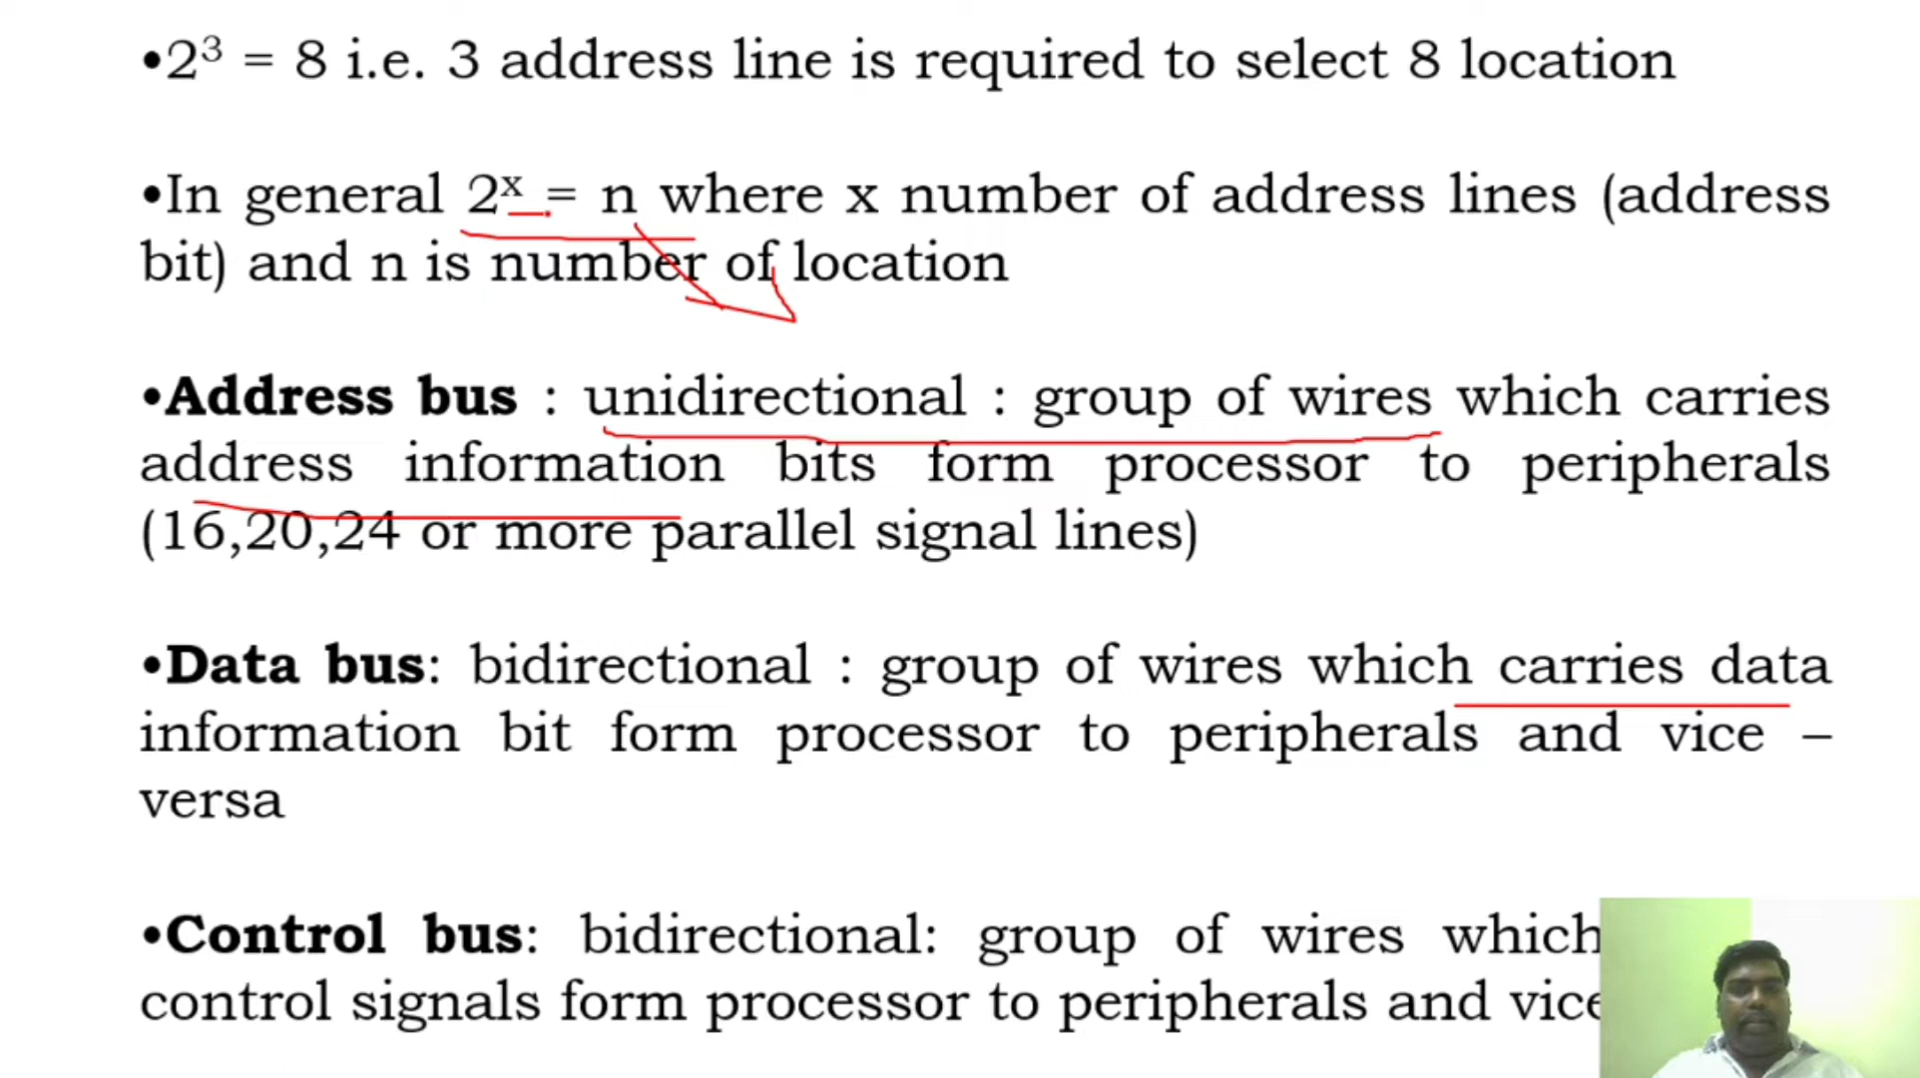 •2³ = 8 i.e. 3 address line is required to select 8 location
•In general 2ˣ = n where x number of address lines (address
bit) and n is number of location
•Address bus : unidirectional : group of wires which carries
address information bits form processor to peripherals
(16,20,24 or more parallel signal lines)
•Data bus: bidirectional : group of wires which carries data
information bit form processor to peripherals and vice –
versa
•Control bus: bidirectional: group of wires which
control signals form processor to peripherals and vice